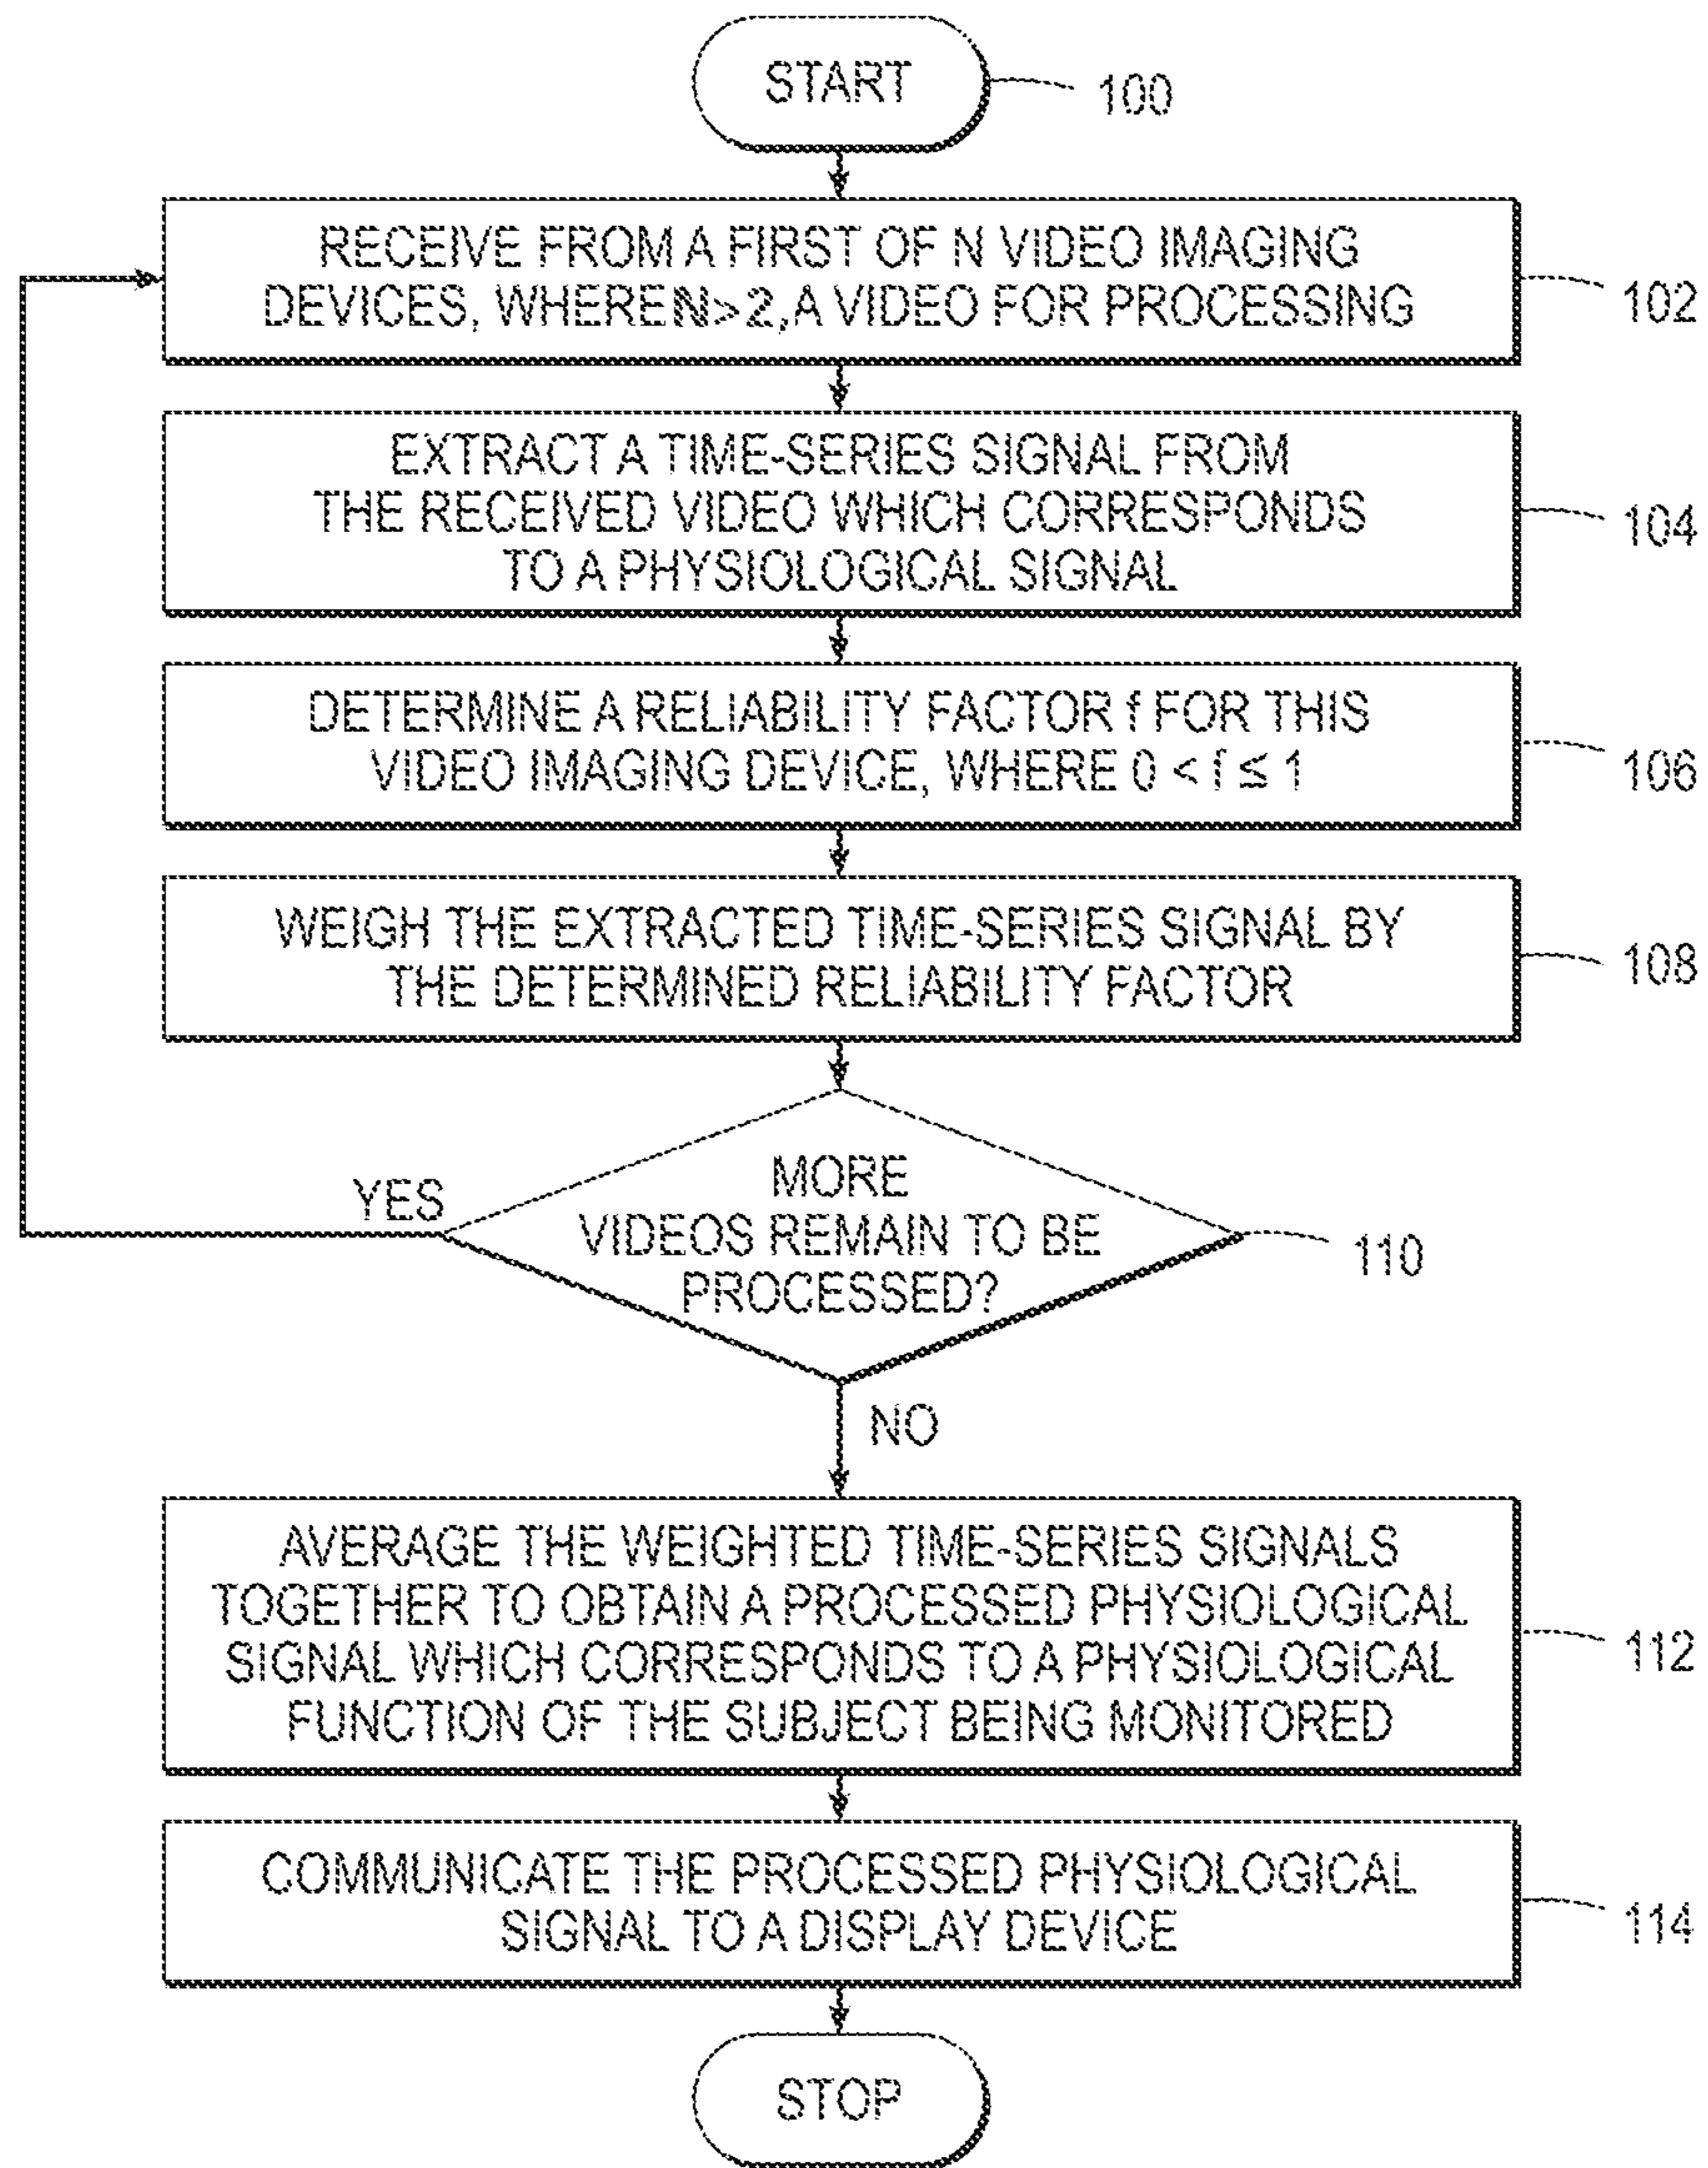 START
100
RECEIVE FROM A FIRST OF N VIDEO IMAGING
DEVICES, WHERE N>2, A VIDEO FOR PROCESSING
102
EXTRACT A TIME-SERIES SIGNAL FROM
THE RECEIVED VIDEO WHICH CORRESPONDS
TO A PHYSIOLOGICAL SIGNAL
104
DETERMINE A RELIABILITY FACTOR f FOR THIS
VIDEO IMAGING DEVICE, WHERE 0 < f ≤ 1
106
WEIGH THE EXTRACTED TIME-SERIES SIGNAL BY
THE DETERMINED RELIABILITY FACTOR
108
MORE
VIDEOS REMAIN TO BE
PROCESSED?
110
YES
NO
AVERAGE THE WEIGHTED TIME-SERIES SIGNALS
TOGETHER TO OBTAIN A PROCESSED PHYSIOLOGICAL
SIGNAL WHICH CORRESPONDS TO A PHYSIOLOGICAL
FUNCTION OF THE SUBJECT BEING MONITORED
112
COMMUNICATE THE PROCESSED PHYSIOLOGICAL
SIGNAL TO A DISPLAY DEVICE
114
STOP